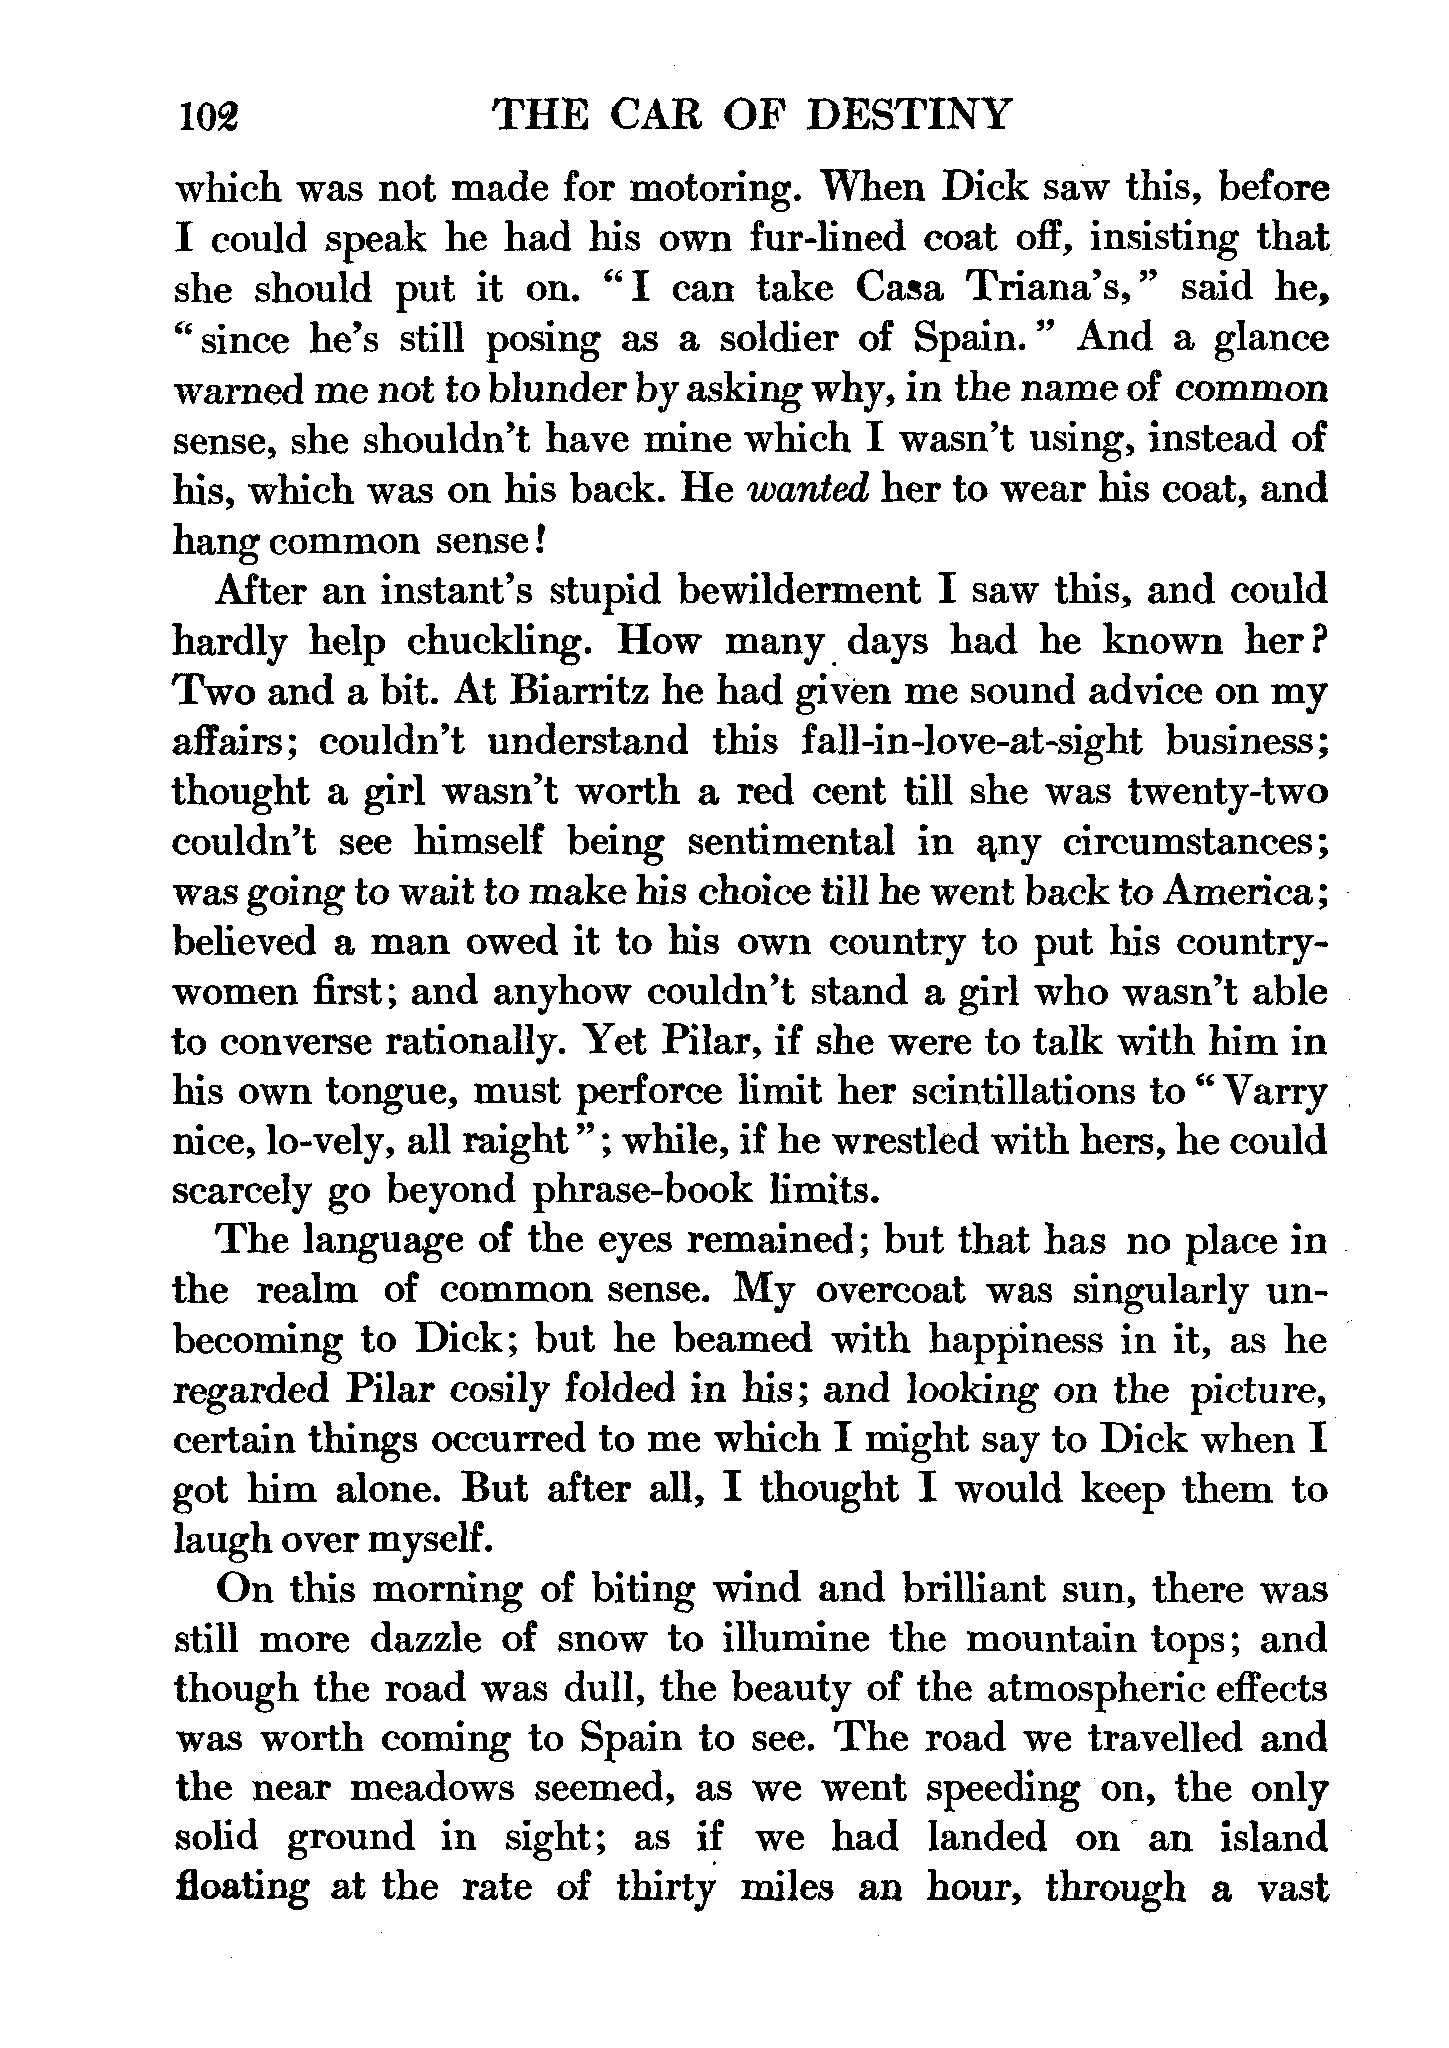 102 THE CAR OF DESTINY
which was not made for motoring. When Dick saw this, before
I could speak he had his own fur-lined coat off, insisting that
she should put it on. “I can take Casa Triana’s,” said he,
“since he’s still posing as a soldier of Spain.” And a glance
warned me not to blunder by asking why, in the name of common
sense, she shouldn’t have mine which I wasn’t using, instead of
his, which was on his back. He wanted her to wear his coat, and
hang common sense!
After an instant’s stupid bewilderment I saw this, and could
hardly help chuckling. How many days had he known her?
Two and a bit. At Biarritz he had given me sound advice on my
affairs; couldn’t understand this fall-in-love-at-sight business;
thought a girl wasn’t worth a red cent till she was twenty-two
couldn’t see himself being sentimental in any circumstances;
was going to wait to make his choice till he went back to America;
believed a man owed it to his own country to put his country-
women first; and anyhow couldn’t stand a girl who wasn’t able
to converse rationally. Yet Pilar, if she were to talk with him in
his own tongue, must perforce limit her scintillations to “Varry
nice, lo-vely, all raight”; while, if he wrestled with hers, he could
scarcely go beyond phrase-book limits.
The language of the eyes remained; but that has no place in
the realm of common sense. My overcoat was singularly un-
becoming to Dick; but he beamed with happiness in it, as he
regarded Pilar cosily folded in his; and looking on the picture,
certain things occurred to me which I might say to Dick when I
got him alone. But after all, I thought I would keep them to
laugh over myself.
On this morning of biting wind and brilliant sun, there was
still more dazzle of snow to illumine the mountain tops; and
though the road was dull, the beauty of the atmospheric effects
was worth coming to Spain to see. The road we travelled and
the near meadows seemed, as we went speeding on, the only
solid ground in sight; as if we had landed on an island
floating at the rate of thirty miles an hour, through a vast